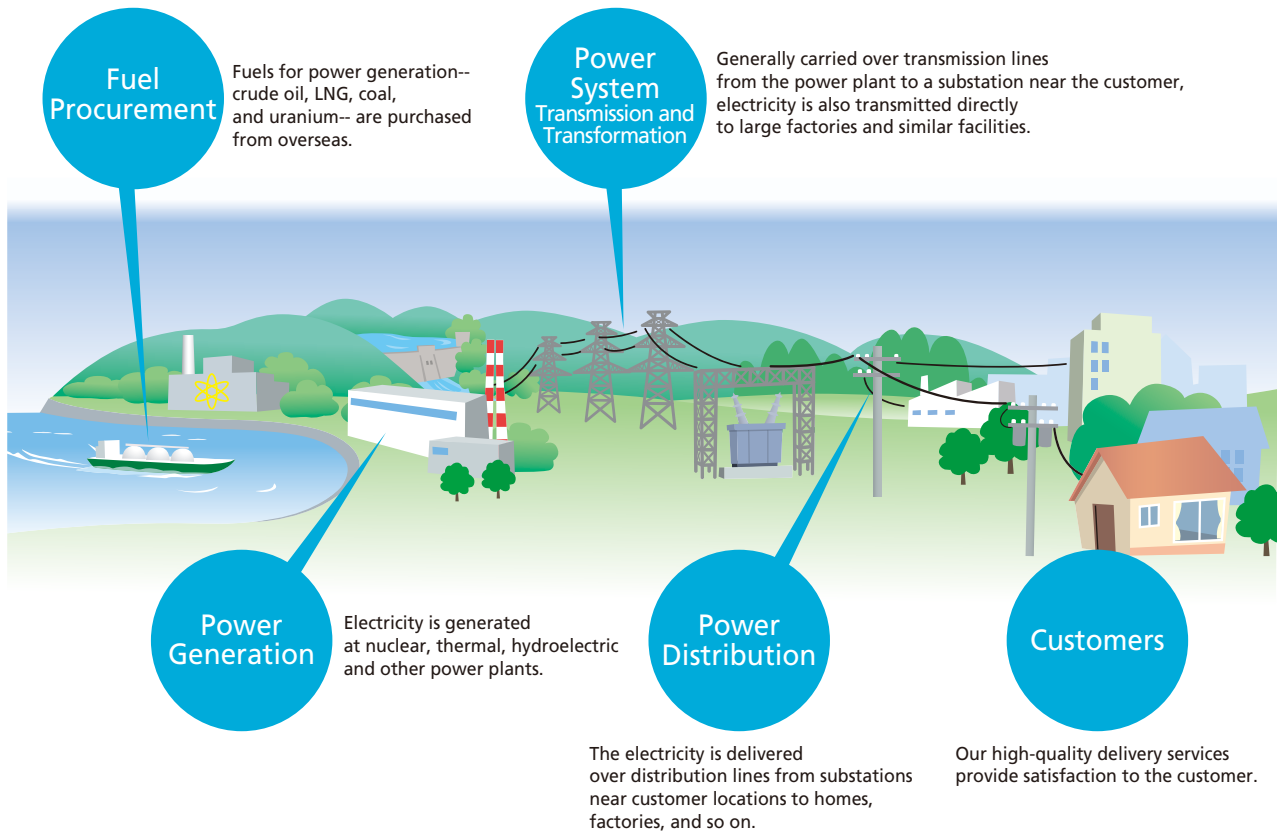 Fuel
Procurement
Fuels for power generation--
crude oil, LNG, coal,
and uranium-- are purchased
from overseas.
Power
System
Transmission and
Transformation
Generally carried over transmission lines
from the power plant to a substation near the customer,
electricity is also transmitted directly
to large factories and similar facilities.
Power
Generation
Electricity is generated
at nuclear, thermal, hydroelectric
and other power plants.
Power
Distribution
The electricity is delivered
over distribution lines from substations
near customer locations to homes,
factories, and so on.
Customers
Our high-quality delivery services
provide satisfaction to the customer.